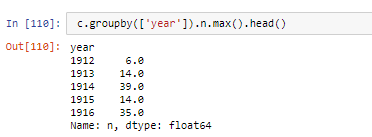 In [110]: c.groupby(['year']).n.max().head()
Out[110]: year
1912 6.0
1913 14.0
1914 39.0
1915 14.0
1916 35.0
Name: n, dtype: float64